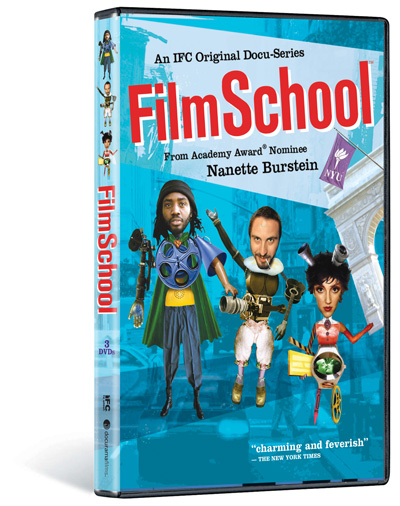 An IFC Original Docu-Series
FilmSchool
From Academy Award® Nominee
Nanette Burstein
NYU
"charming and feverish"
— THE NEW YORK TIMES
FilmSchool
3
DVDs
IFC